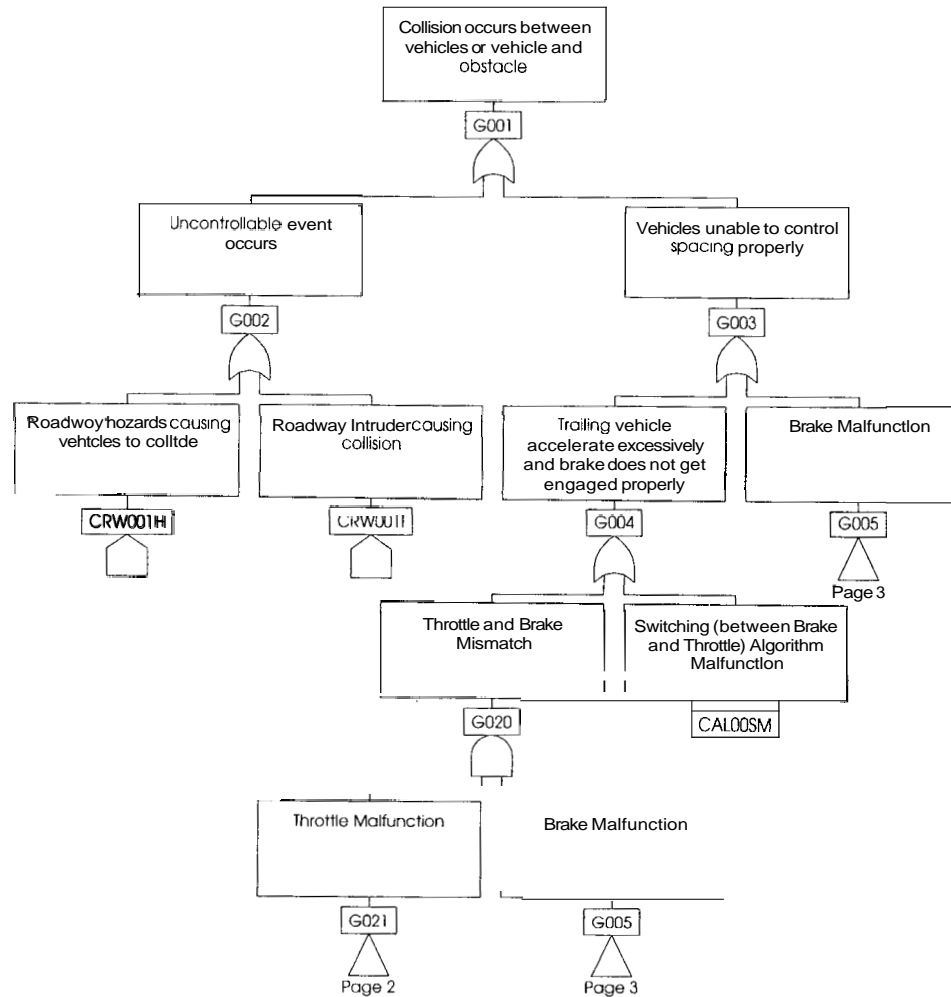 Collision occurs between
vehicles or vehicle and
obstacle
G001
Uncontrollable event
occurs
Vehicles unable to control
spacing properly
G002
G003
Roadwoy hozards causing
vehtcles to colltde
Roadway Intruder causing
collision
Trailing vehicle
accelerate excessively
and brake does not get
engaged properly
Brake Malfunctlon
CRW001H
CRW001I
G004
G005
Page 3
Throttle and Brake
Mismatch
Switching (between Brake
and Throttle) Algorithm
Malfunctlon
G020
CAL00SM
Throttle Malfunction
Brake Malfunction
G021
G005
Page 2
Page 3